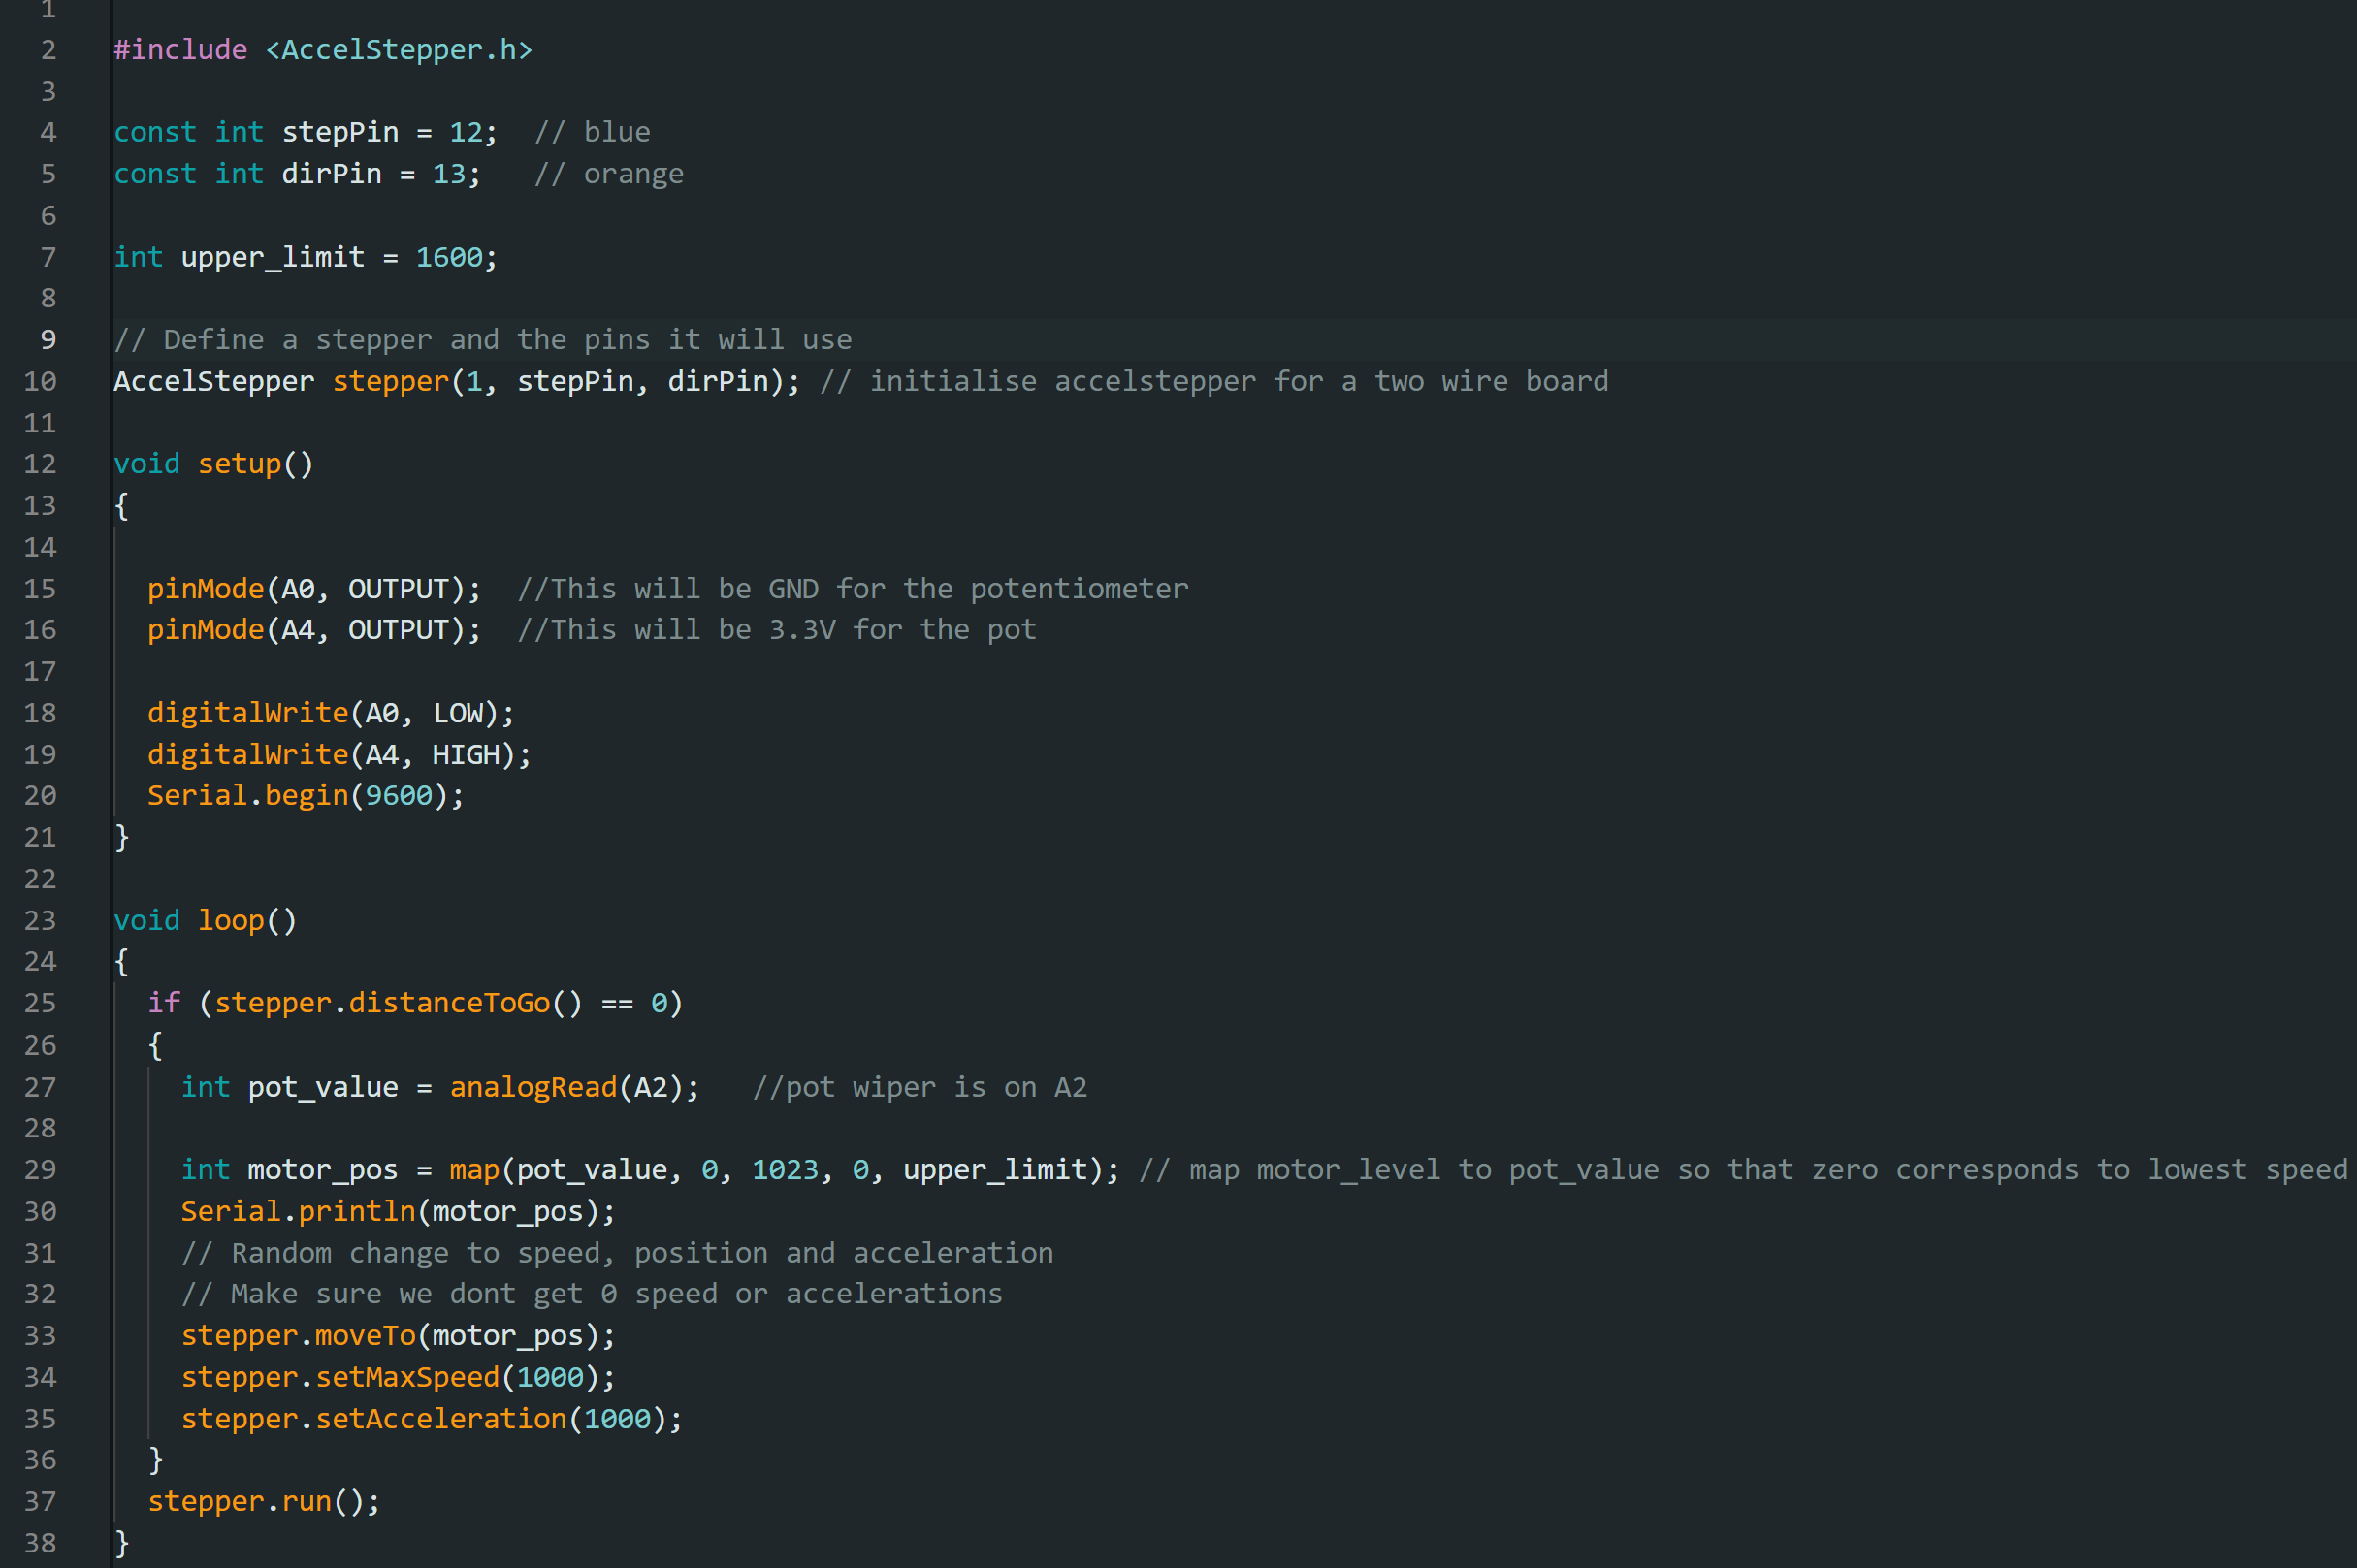 1
2 #include <AccelStepper.h>
3
4 const int stepPin = 12;  // blue
5 const int dirPin = 13;   // orange
6
7 int upper_limit = 1600;
8
9 // Define a stepper and the pins it will use
10 AccelStepper stepper(1, stepPin, dirPin); // initialise accelstepper for a two wire board
11
12 void setup()
13 {
14
15   pinMode(A0, OUTPUT);  //This will be GND for the potentiometer
16   pinMode(A4, OUTPUT);  //This will be 3.3V for the pot
17
18   digitalWrite(A0, LOW);
19   digitalWrite(A4, HIGH);
20   Serial.begin(9600);
21 }
22
23 void loop()
24 {
25   if (stepper.distanceToGo() == 0)
26   {
27     int pot_value = analogRead(A2);   //pot wiper is on A2
28
29     int motor_pos = map(pot_value, 0, 1023, 0, upper_limit); // map motor_level to pot_value so that zero corresponds to lowest speed
30     Serial.println(motor_pos);
31     // Random change to speed, position and acceleration
32     // Make sure we dont get 0 speed or accelerations
33     stepper.moveTo(motor_pos);
34     stepper.setMaxSpeed(1000);
35     stepper.setAcceleration(1000);
36   }
37   stepper.run();
38 }